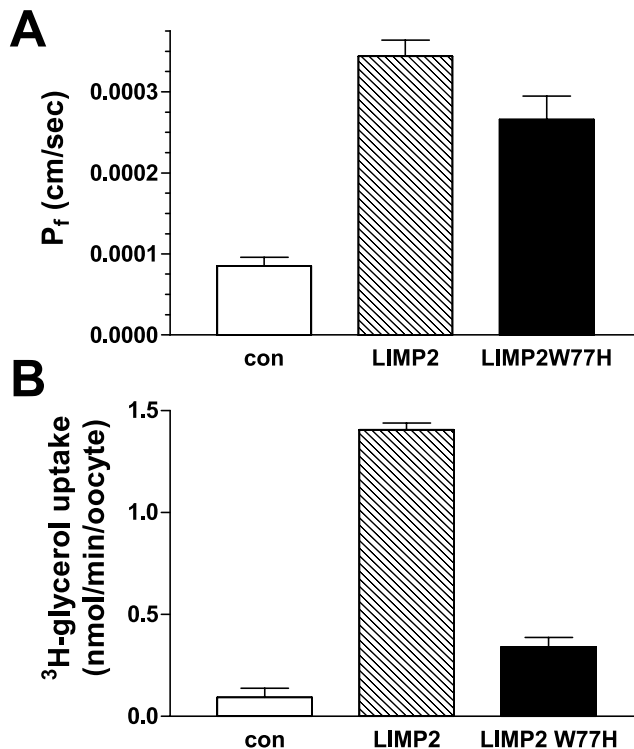 A
P_f (cm/sec)
0.0003
0.0002
0.0001
0.0000
con LIMP2 LIMP2W77H
B
³H-glycerol uptake
(nmol/min/oocyte)
1.5
1.0
0.5
0.0
con LIMP2 LIMP2 W77H